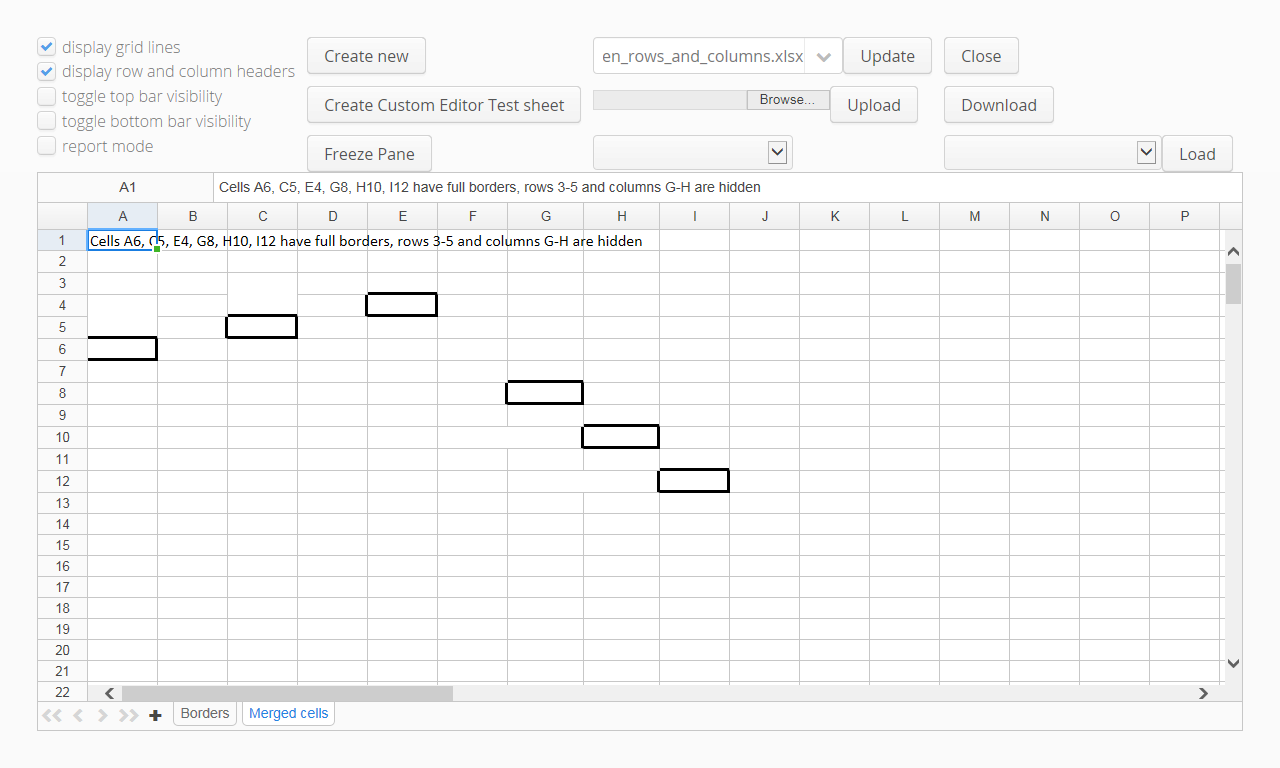 display grid lines
display row and column headers
toggle top bar visibility
toggle bottom bar visibility
report mode
Create new
en_rows_and_columns.xlsx
Update
Close
Create Custom Editor Test sheet
Browse...
Upload
Download
Freeze Pane
Load
A1 Cells A6, C5, E4, G8, H10, I12 have full borders, rows 3-5 and columns G-H are hidden
A B C D E F G H I J K L M N O P
1 Cells A6, C5, E4, G8, H10, I12 have full borders, rows 3-5 and columns G-H are hidden
2
3
4
5
6
7
8
9
10
11
12
13
14
15
16
17
18
19
20
21
22
Borders Merged cells